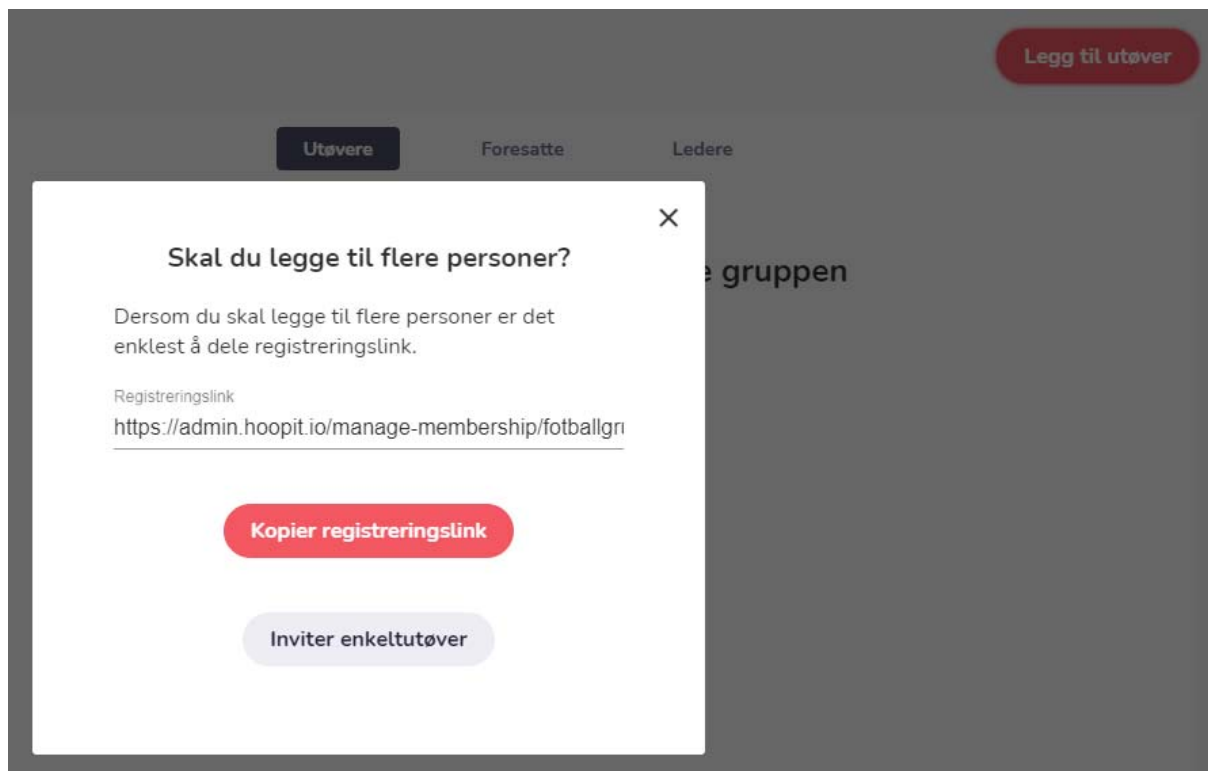 Legg til utøver
Utøvere
Foresatte
Ledere
Skal du legge til flere personer?
gruppen
Dersom du skal legge til flere personer er det
enklest å dele registreringslink.
Registreringslink
https://admin.hoopit.io/manage-membership/fotballgru
Kopier registreringslink
Inviter enkeltutøver